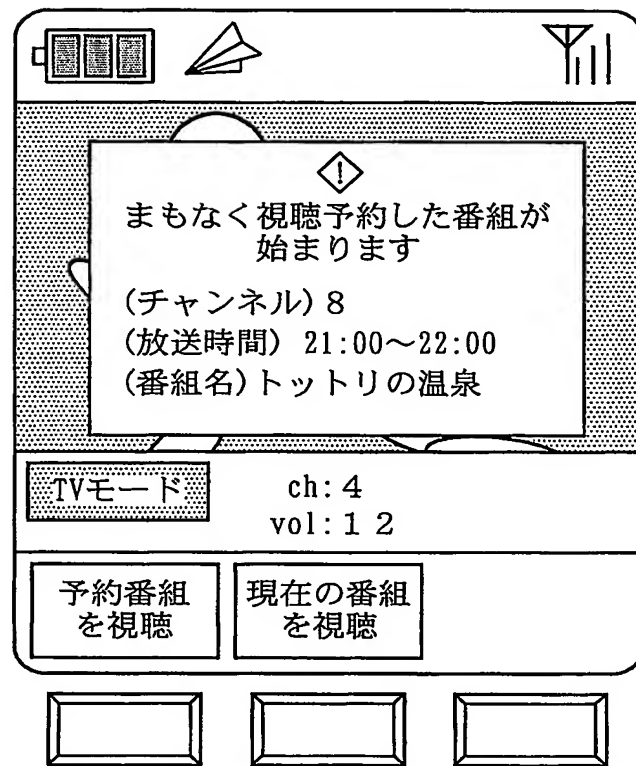 まもなく視聴予約した番組が
始まります
(チャンネル) 8
(放送時間) 21:00～22:00
(番組名)トットリの温泉
TVモード
ch:4
vol:12
予約番組
を視聴
現在の番組
を視聴